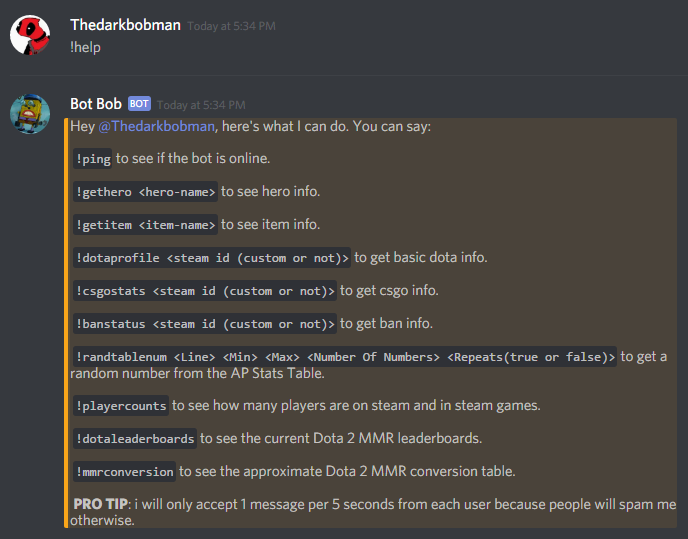 Thedarkbobman Today at 5:34 PM
!help
Bot Bob BOT Today at 5:34 PM
Hey @Thedarkbobman, here's what I can do. You can say:
!ping to see if the bot is online.
!gethero <hero-name> to see hero info.
!getitem <item-name> to see item info.
!dotaprofile <steam id (custom or not)> to get basic dota info.
!csgostats <steam id (custom or not)> to get csgo info.
!banstatus <steam id (custom or not)> to get ban info.
!randtablenum <Line> <Min> <Max> <Number Of Numbers> <Repeats(true or false)> to get a
random number from the AP Stats Table.
!playercounts to see how many players are on steam and in steam games.
!dotaleaderboards to see the current Dota 2 MMR leaderboards.
!mmrconversion to see the approximate Dota 2 MMR conversion table.
PRO TIP: i will only accept 1 message per 5 seconds from each user because people will spam me
otherwise.